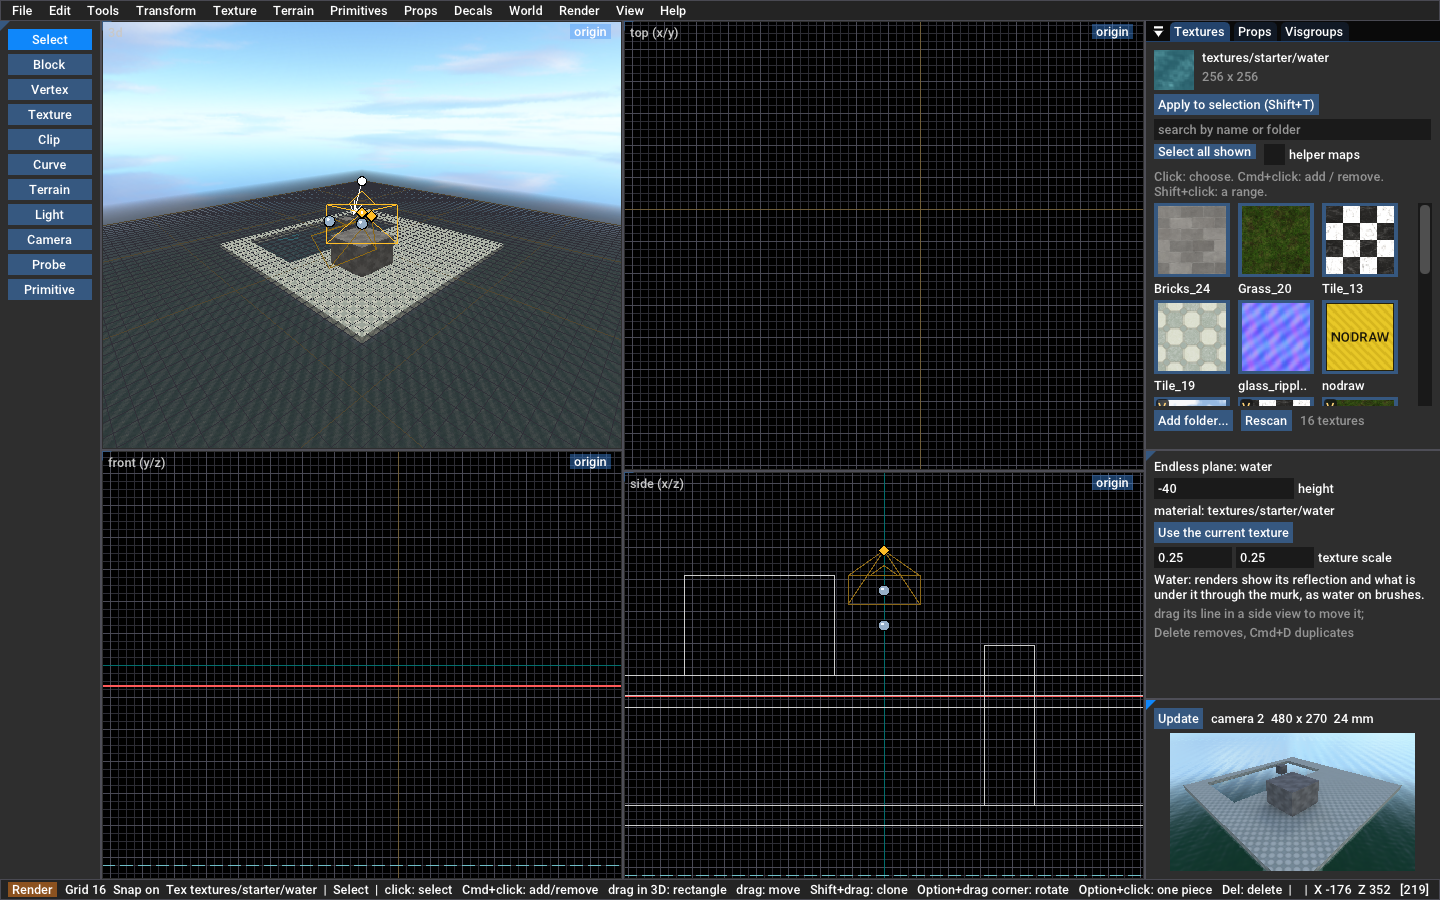 File Edit Tools Transform Texture Terrain Primitives Props Decals World Render View Help
Select
Block
Vertex
Texture
Clip
Curve
Terrain
Light
Camera
Probe
Primitive
origin
top (x/y)
origin
front (y/z)
origin
side (x/z)
origin
Textures Props Visgroups
textures/starter/water
256 x 256
Apply to selection (Shift+T)
search by name or folder
Select all shown
helper maps
Click: choose. Cmd+click: add / remove.
Shift+click: a range.
Bricks_24 Grass_20 Tile_13
NODRAW
Tile_19 glass_rippl.. nodraw
Add folder... Rescan 16 textures
Endless plane: water
-40 height
material: textures/starter/water
Use the current texture
0.25 0.25 texture scale
Water: renders show its reflection and what is
under it through the murk, as water on brushes.
drag its line in a side view to move it;
Delete removes, Cmd+D duplicates
Update camera 2 480 x 270 24 mm
Render Grid 16 Snap on Tex textures/starter/water | Select | click: select Cmd+click: add/remove drag in 3D: rectangle drag: move Shift+drag: clone Option+drag corner: rotate Option+click: one piece Del: delete | | X -176 Z 352 [219]